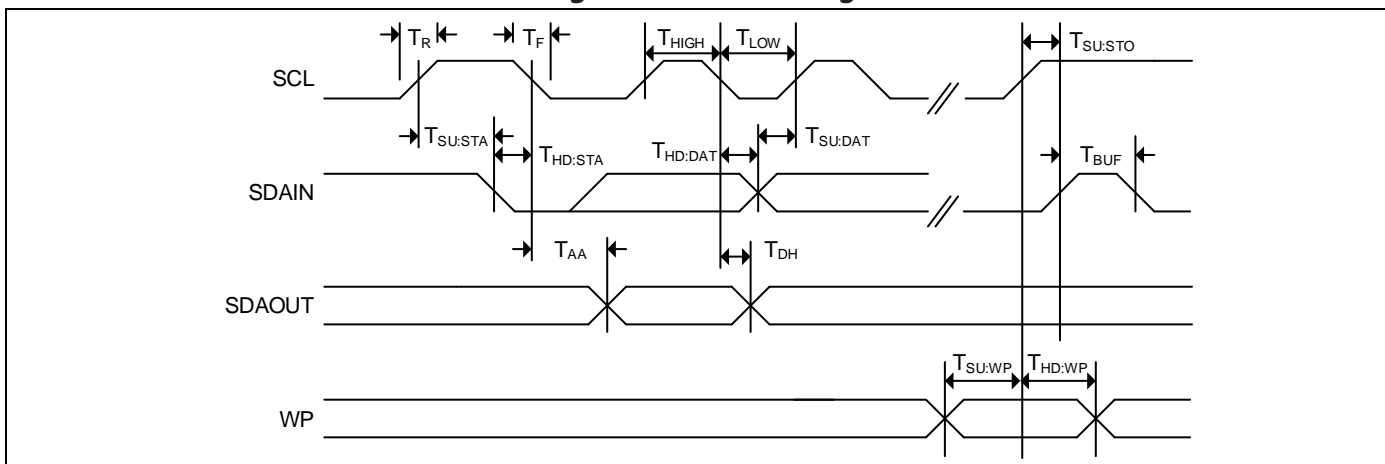 T_R T_F T_HIGH T_LOW T_SU:STO
SCL
T_SU:STA T_HD:STA T_HD:DAT T_SU:DAT T_BUF
SDAIN
T_AA T_DH
SDAOUT
T_SU:WP T_HD:WP
WP